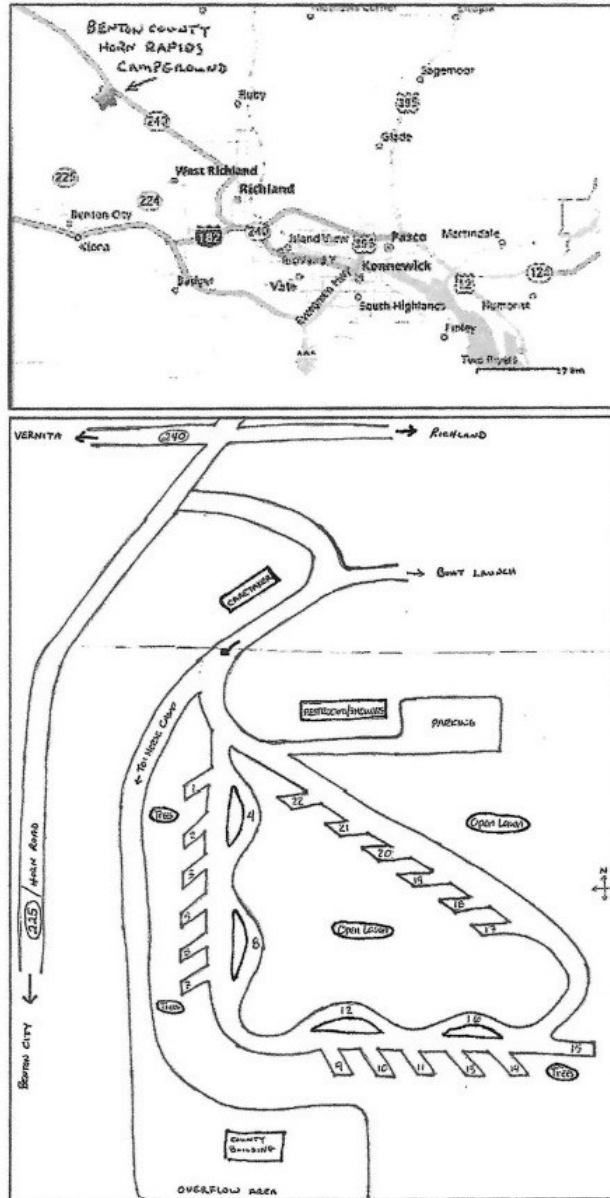 BENTON COUNTY
HORN RAPIDS
CAMPGROUND
Ruby
Sagemoor
395
240
Glade
225
West Richland
224
Richland
Benton City
Kiona
182
240
Island View
395
Pasco
Martindale
Kennewick
12
124
Badger
Vista
Evergreen Hwy
South Highlands
Humorist
Finley
Two Rivers
VERNITA
240
RICHLAND
BOAT LAUNCH
CARETAKER
TO: HORSE CAMP
RESTROOM/SHOWERS
PARKING
1
4
22
Trees
2
21
Open Lawn
20
3
19
N
18
5
8
Open Lawn
17
6
7
Trees
12
16
15
9
10
11
13
14
Trees
225 / HORN ROAD
BENTON CITY
COUNTY
BUILDING
OVERFLOW AREA